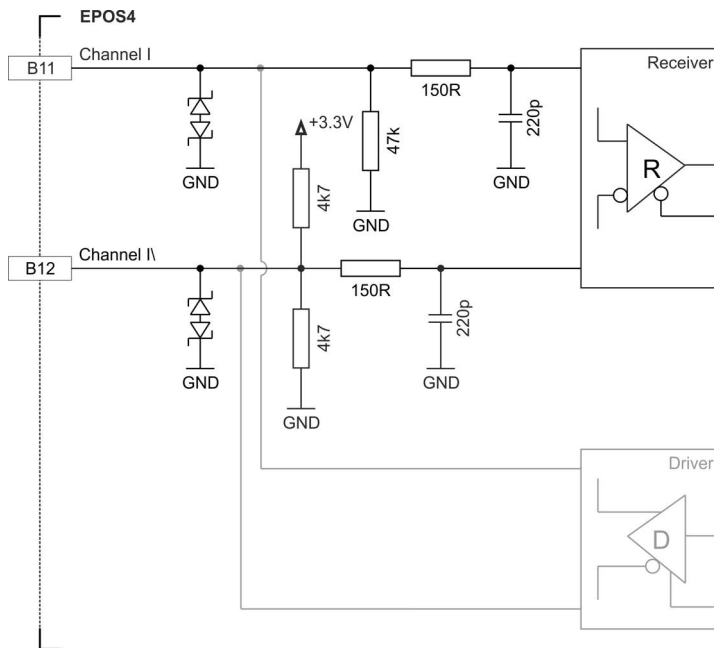 EPOS4
B11
Channel I
Receiver
150R
220p
+3.3V
47k
GND
GND
4k7
GND
R
B12
Channel I\
150R
220p
4k7
GND
GND
GND
Driver
D